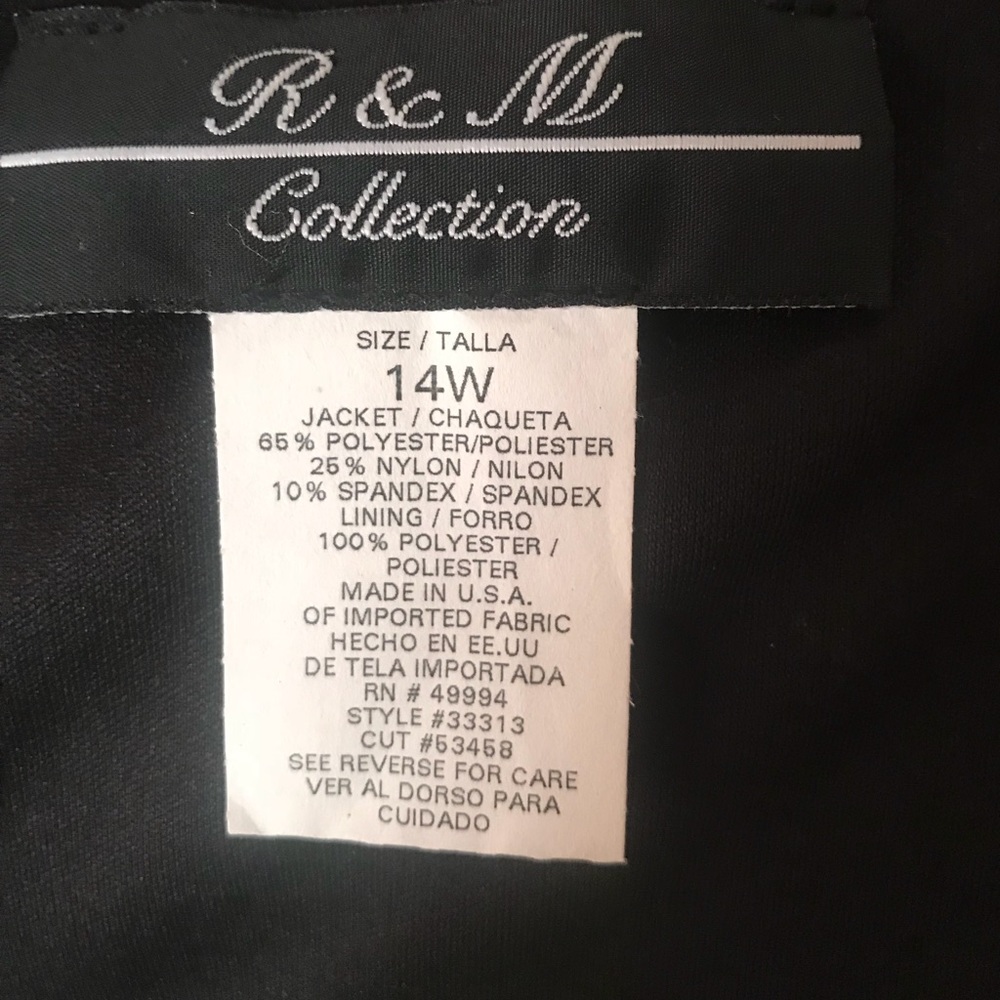 R & M
Collection
SIZE / TALLA
14W
JACKET / CHAQUETA
65% POLYESTER/POLIESTER
25% NYLON / NILON
10% SPANDEX / SPANDEX
LINING / FORRO
100% POLYESTER /
POLIESTER
MADE IN U.S.A.
OF IMPORTED FABRIC
HECHO EN EE.UU
DE TELA IMPORTADA
RN # 49994
STYLE #33313
CUT #53458
SEE REVERSE FOR CARE
VER AL DORSO PARA
CUIDADO